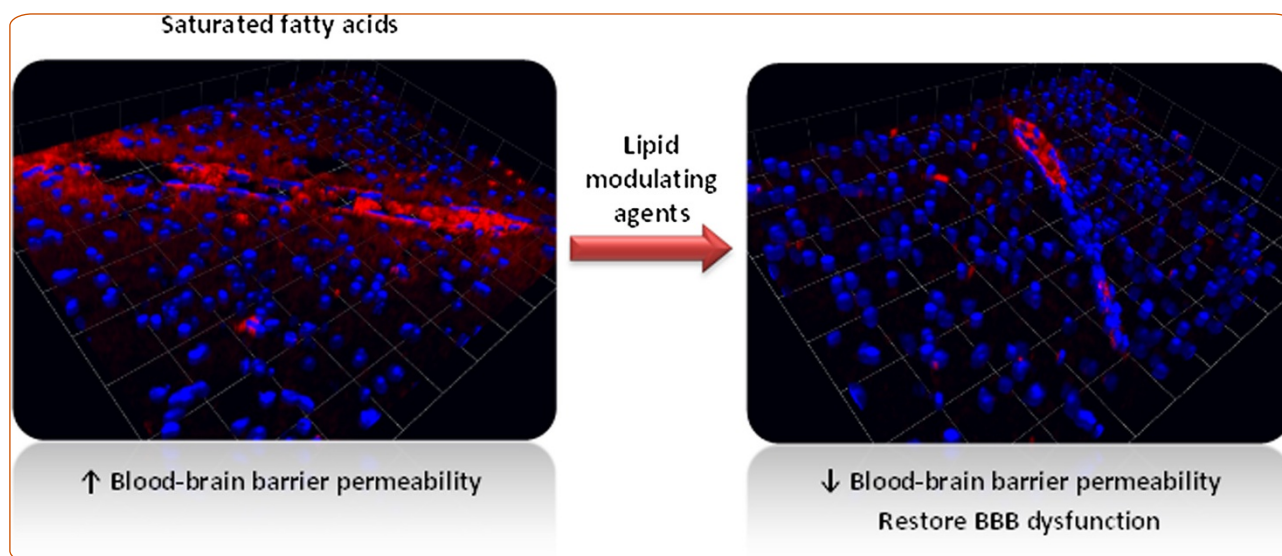 Saturated fatty acids
Lipid
modulating
agents
↑ Blood-brain barrier permeability
↓ Blood-brain barrier permeability
Restore BBB dysfunction